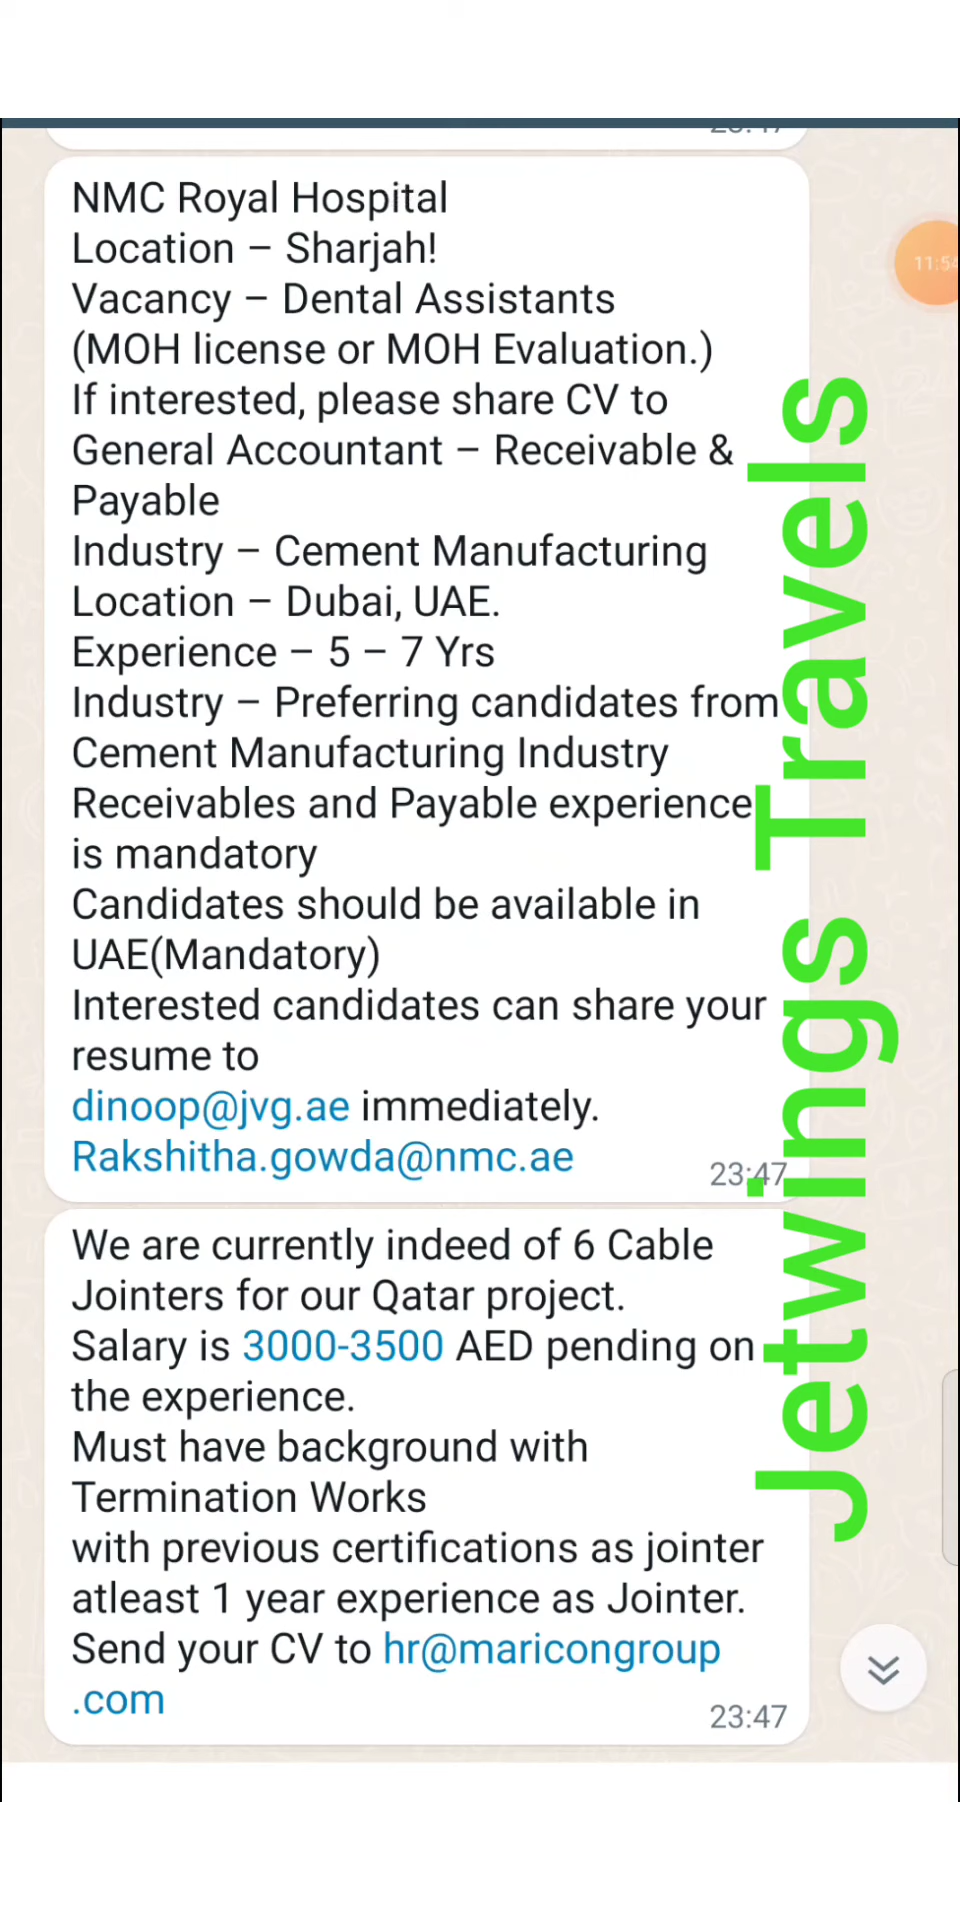 NMC Royal Hospital
Location – Sharjah!
Vacancy – Dental Assistants
(MOH license or MOH Evaluation.)
If interested, please share CV to
General Accountant – Receivable &
Payable
Industry – Cement Manufacturing
Location – Dubai, UAE.
Experience – 5 – 7 Yrs
Industry – Preferring candidates from
Cement Manufacturing Industry
Receivables and Payable experience
is mandatory
Candidates should be available in
UAE(Mandatory)
Interested candidates can share your
resume to
dinoop@jvg.ae immediately.
Rakshitha.gowda@nmc.ae
23:47
We are currently indeed of 6 Cable
Jointers for our Qatar project.
Salary is 3000-3500 AED pending on
the experience.
Must have background with
Termination Works
with previous certifications as jointer
atleast 1 year experience as Jointer.
Send your CV to hr@maricongroup
.com
23:47
Jetwings Travels